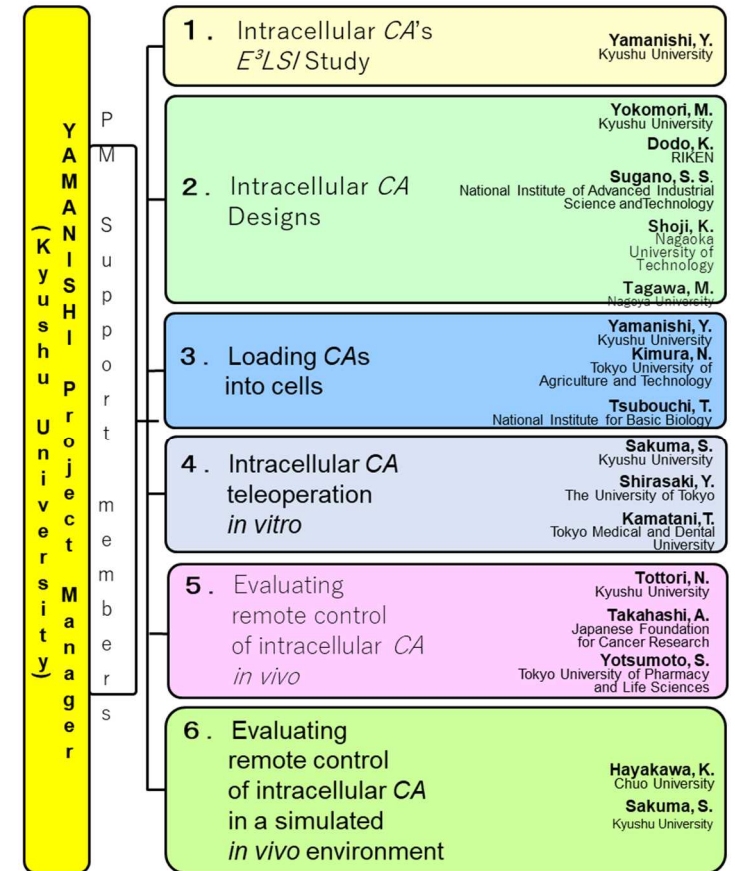 YAMANISHI Project Manager
(Kyushu University)
PM Support members
1. Intracellular CA's
E³LSI Study
Yamanishi, Y.
Kyushu University
2. Intracellular CA
Designs
Yokomori, M.
Kyushu University
Dodo, K.
RIKEN
Sugano, S. S.
National Institute of Advanced Industrial
Science andTechnology
Shoji, K.
Nagaoka
University of
Technology
Tagawa, M.
Nagoya University
3. Loading CAs
into cells
Yamanishi, Y.
Kyushu University
Kimura, N.
Tokyo University of
Agriculture and Technology
Tsubouchi, T.
National Institute for Basic Biology
4. Intracellular CA
teleoperation
in vitro
Sakuma, S.
Kyushu University
Shirasaki, Y.
The University of Tokyo
Kamatani,T.
Tokyo Medical and Dental
University
5. Evaluating
remote control
of intracellular CA
in vivo
Tottori, N.
Kyushu University
Takahashi, A.
Japanese Foundation
for Cancer Research
Yotsumoto, S.
Tokyo University of Pharmacy
and Life Sciences
6. Evaluating
remote control
of intracellular CA
in a simulated
in vivo environment
Hayakawa, K.
Chuo University
Sakuma, S.
Kyushu University